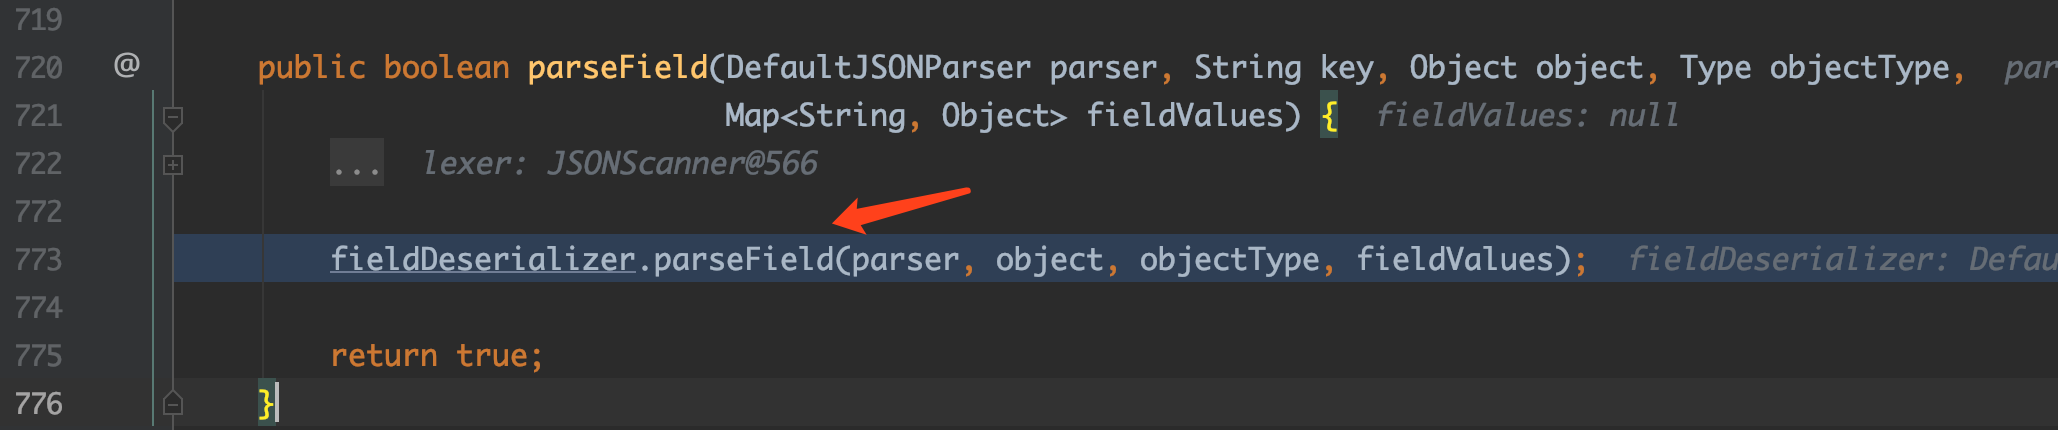 719
720 @ public boolean parseField(DefaultJSONParser parser, String key, Object object, Type objectType, par
721 Map<String, Object> fieldValues) { fieldValues: null
722 ... lexer: JSONScanner@566
772
773 fieldDeserializer.parseField(parser, object, objectType, fieldValues); fieldDeserializer: Defau
774
775 return true;
776 }